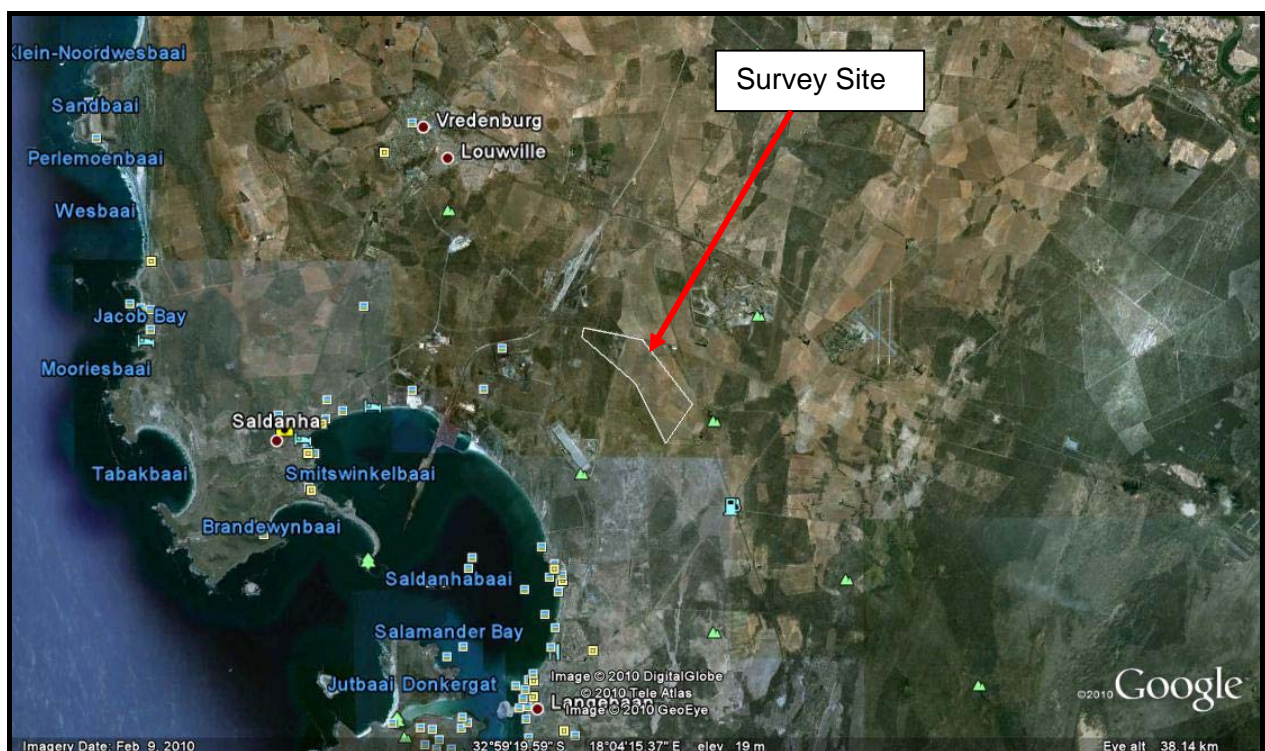 Klein-Noordwesbaai
Survey Site
Sandbaai
Vredenburg
Louwville
Perlemoenbaai
Wesbaai
Jacob Bay
Mooriesbaai
Saldanha
Tabakbaai
Smitswinkelbaai
Brandewynbaai
Saldanhabaai
Salamander Bay
Jutbaai Donkergat
Image © 2010 DigitalGlobe
© 2010 Tele Atlas
Langebaan
Image © 2010 GeoEye
©2010 Google
Imagery Date: Feb 9, 2010
32°59'19.59" S 18°04'15.37" E elev 19 m
Eye alt 38.14 km